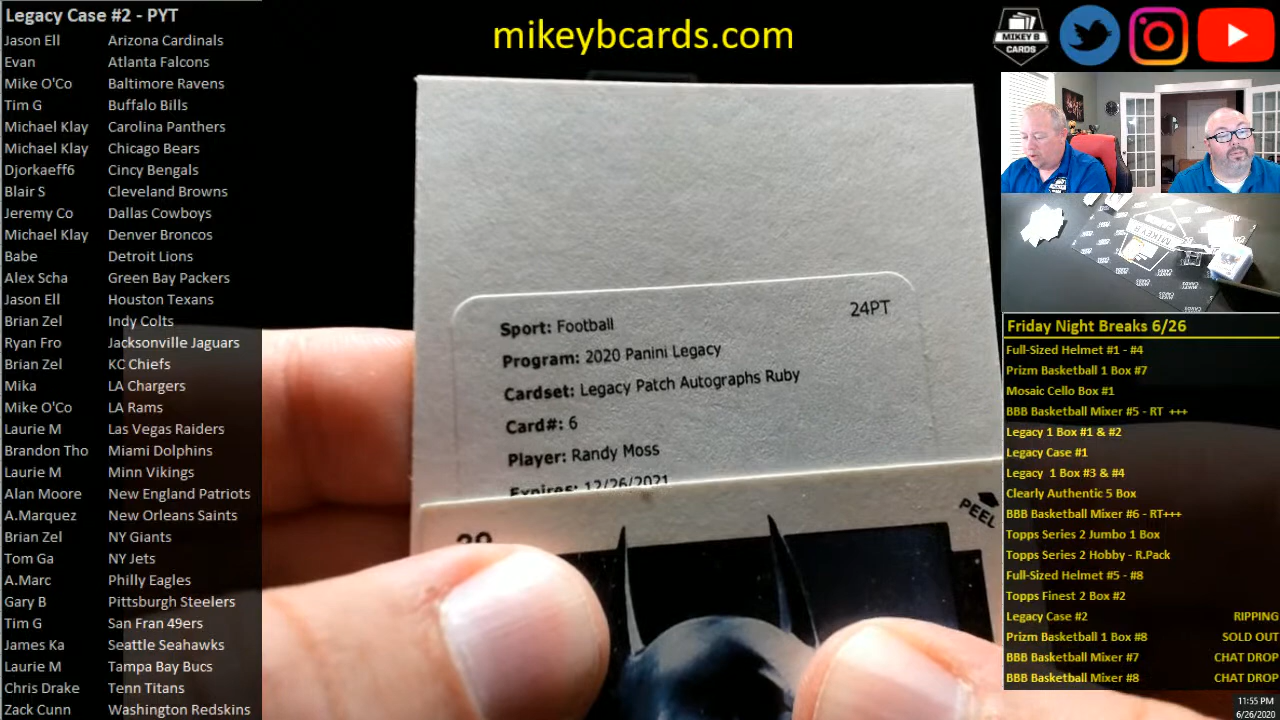 Legacy Case #2 - PYT
Jason Ell Arizona Cardinals
Evan Atlanta Falcons
Mike O'Co Baltimore Ravens
Tim G Buffalo Bills
Michael Klay Carolina Panthers
Michael Klay Chicago Bears
Djorkaeff6 Cincy Bengals
Blair S Cleveland Browns
Jeremy Co Dallas Cowboys
Michael Klay Denver Broncos
Babe Detroit Lions
Alex Scha Green Bay Packers
Jason Ell Houston Texans
Brian Zel Indy Colts
Ryan Fro Jacksonville Jaguars
Brian Zel KC Chiefs
Mika LA Chargers
Mike O'Co LA Rams
Laurie M Las Vegas Raiders
Brandon Tho Miami Dolphins
Laurie M Minn Vikings
Alan Moore New England Patriots
A.Marquez New Orleans Saints
Brian Zel NY Giants
Tom Ga NY Jets
A.Marc Philly Eagles
Gary B Pittsburgh Steelers
Tim G San Fran 49ers
James Ka Seattle Seahawks
Laurie M Tampa Bay Bucs
Chris Drake Tenn Titans
Zack Cunn Washington Redskins
mikeybcards.com
MIKEY B
CARDS
24PT
Sport: Football
Program: 2020 Panini Legacy
Cardset: Legacy Patch Autographs Ruby
Card#: 6
Player: Randy Moss
Expires: 12/26/2021
PEEL
Friday Night Breaks 6/26
Full-Sized Helmet #1 - #4
Prizm Basketball 1 Box #7
Mosaic Cello Box #1
BBB Basketball Mixer #5 - RT +++
Legacy 1 Box #1 & #2
Legacy Case #1
Legacy 1 Box #3 & #4
Clearly Authentic 5 Box
BBB Basketball Mixer #6 - RT+++
Topps Series 2 Jumbo 1 Box
Topps Series 2 Hobby - R.Pack
Full-Sized Helmet #5 - #8
Topps Finest 2 Box #2
Legacy Case #2 RIPPING
Prizm Basketball 1 Box #8 SOLD OUT
BBB Basketball Mixer #7 CHAT DROP
BBB Basketball Mixer #8 CHAT DROP
11:55 PM
6/26/2020